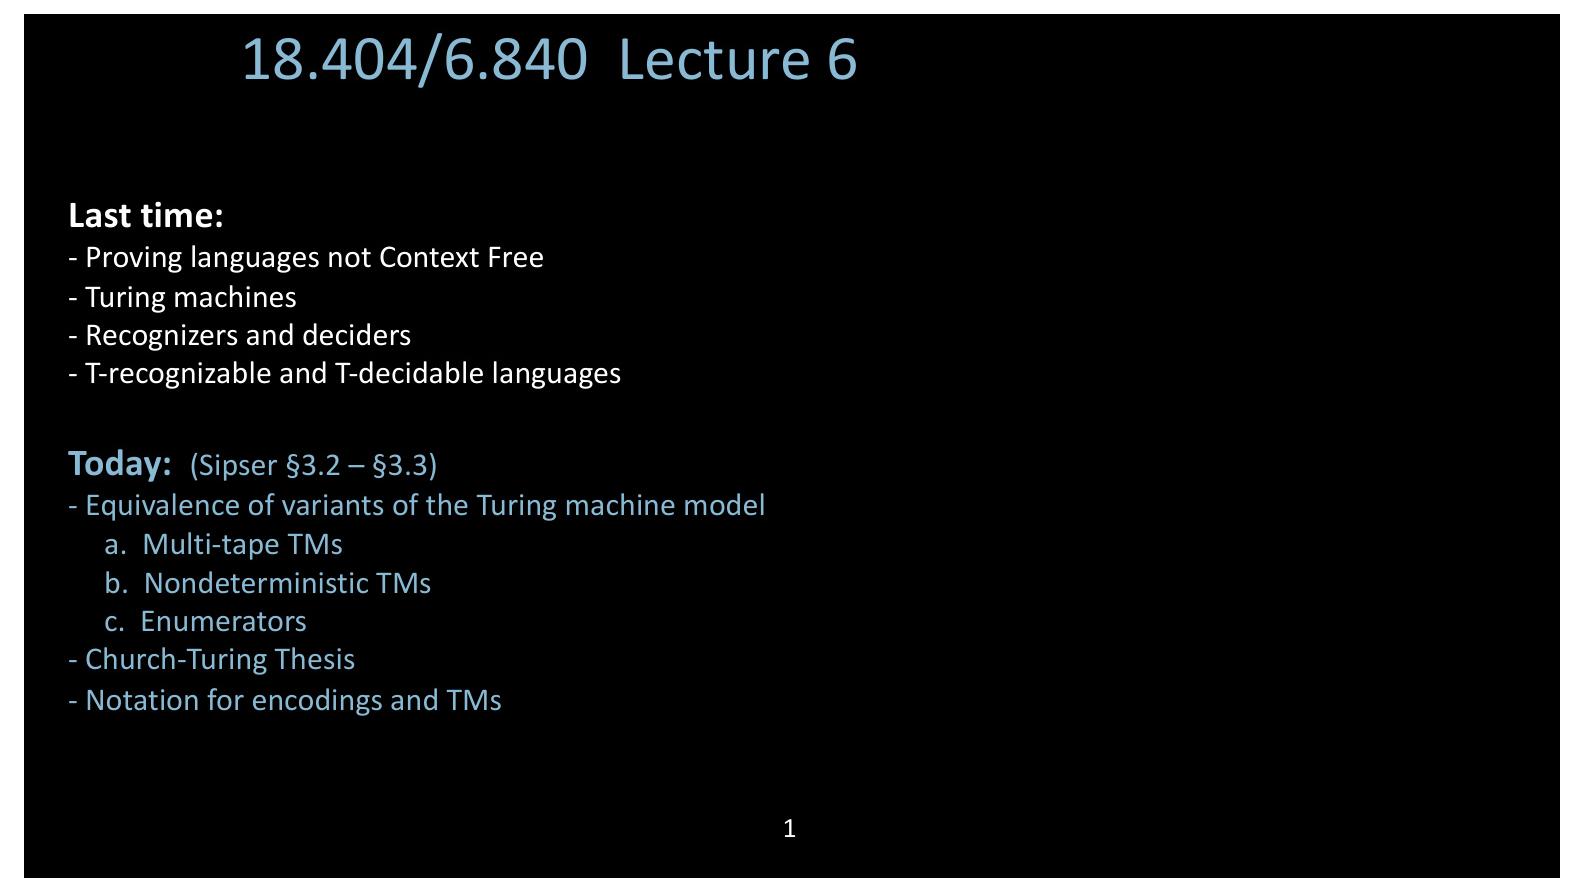 18.404/6.840 Lecture 6
Last time:
- Proving languages not Context Free
- Turing machines
- Recognizers and deciders
- T-recognizable and T-decidable languages
Today: (Sipser §3.2 – §3.3)
- Equivalence of variants of the Turing machine model
a. Multi-tape TMs
b. Nondeterministic TMs
c. Enumerators
- Church-Turing Thesis
- Notation for encodings and TMs
1